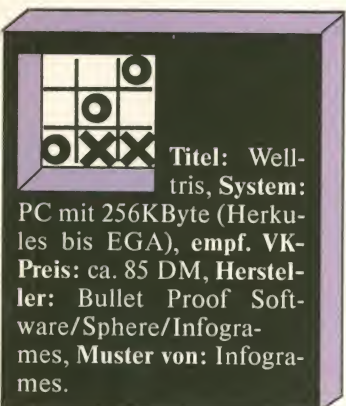 Titel: Well-
tris, System:
PC mit 256KByte (Herku-
les bis EGA), empf. VK-
Preis: ca. 85 DM, Herstel-
ler: Bullet Proof Soft-
ware/Sphere/Infogra-
mes, Muster von: Infogra-
mes.